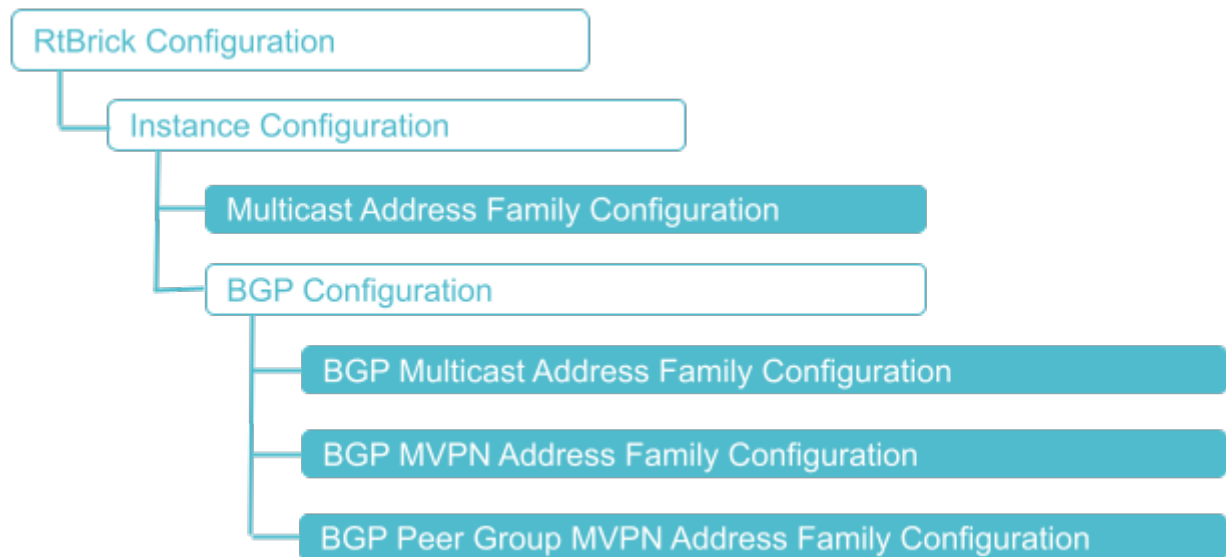 RtBrick Configuration
Instance Configuration
Multicast Address Family Configuration
BGP Configuration
BGP Multicast Address Family Configuration
BGP MVPN Address Family Configuration
BGP Peer Group MVPN Address Family Configuration